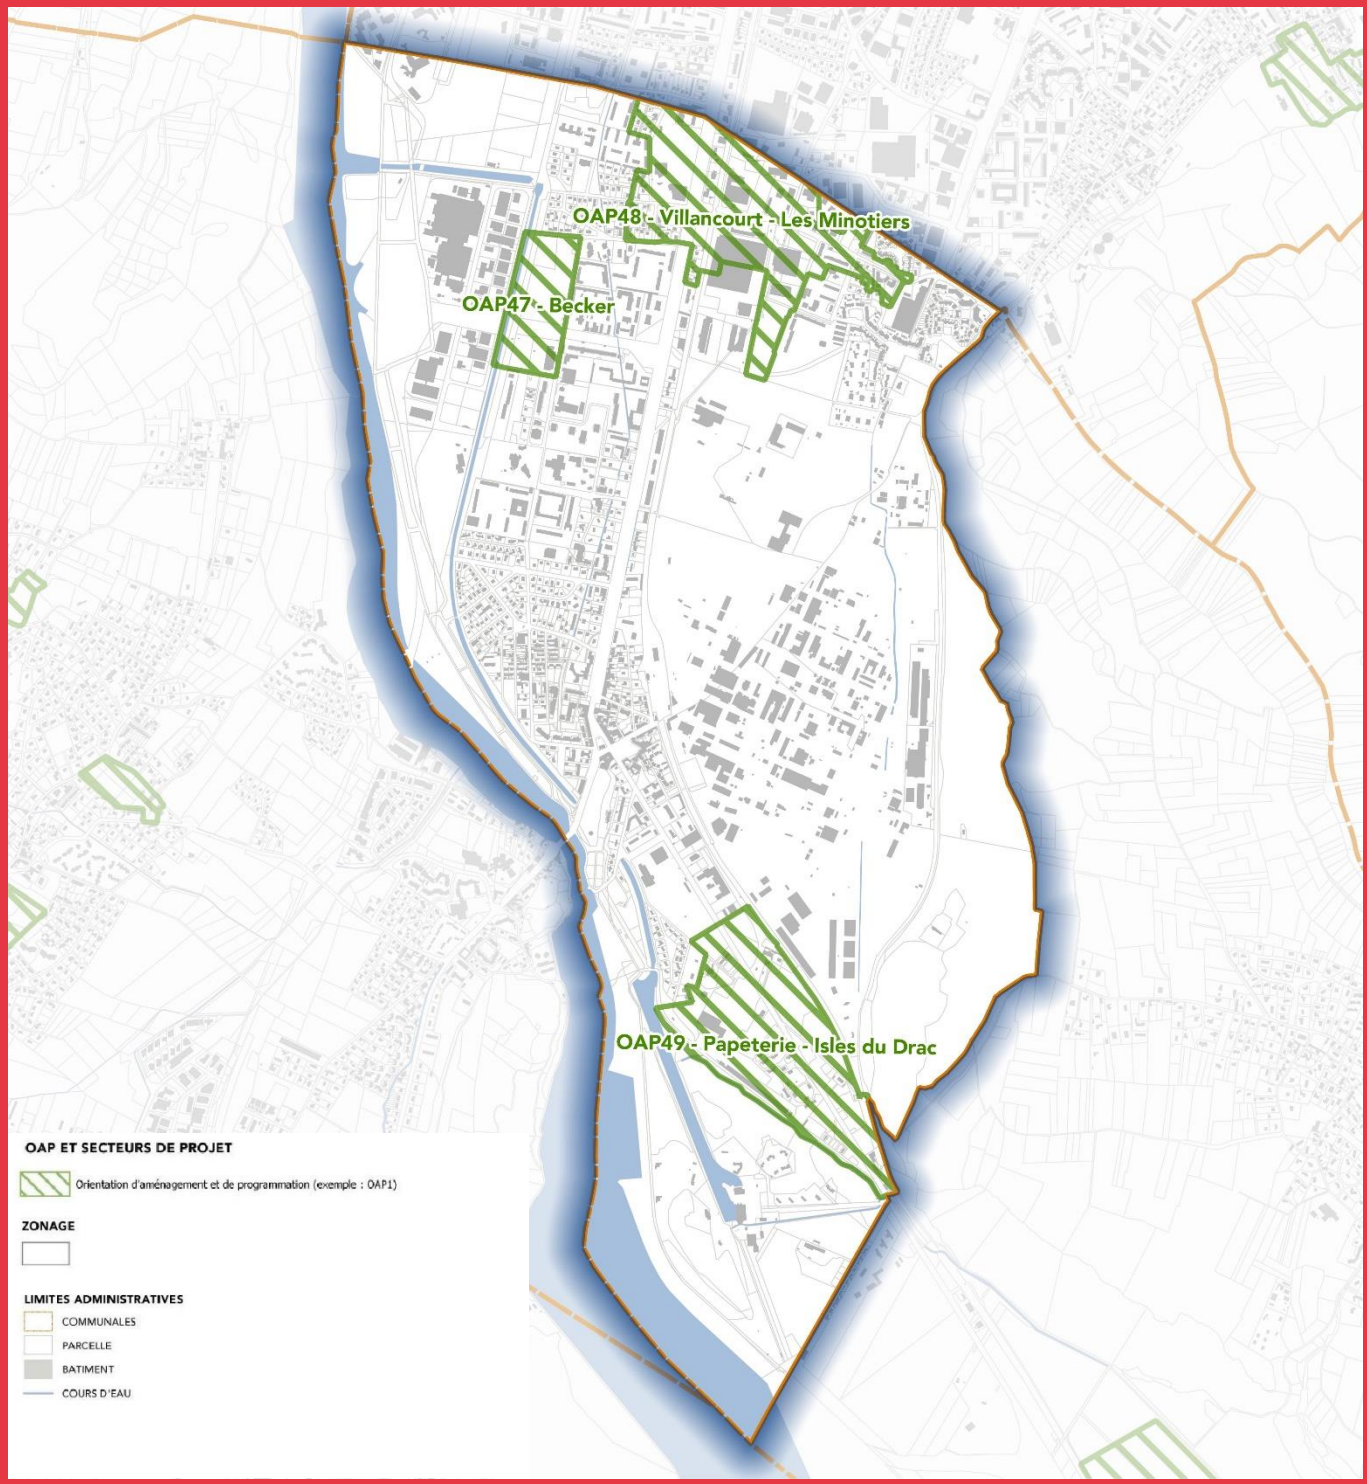 OAP48 - Villancourt - Les Minotiers
OAP47 - Becker
OAP49 - Papeterie - Isles du Drac
OAP ET SECTEURS DE PROJET
Orientation d'aménagement et de programmation (exemple : OAP1)
ZONAGE
LIMITES ADMINISTRATIVES
COMMUNALES
PARCELLE
BATIMENT
COURS D'EAU